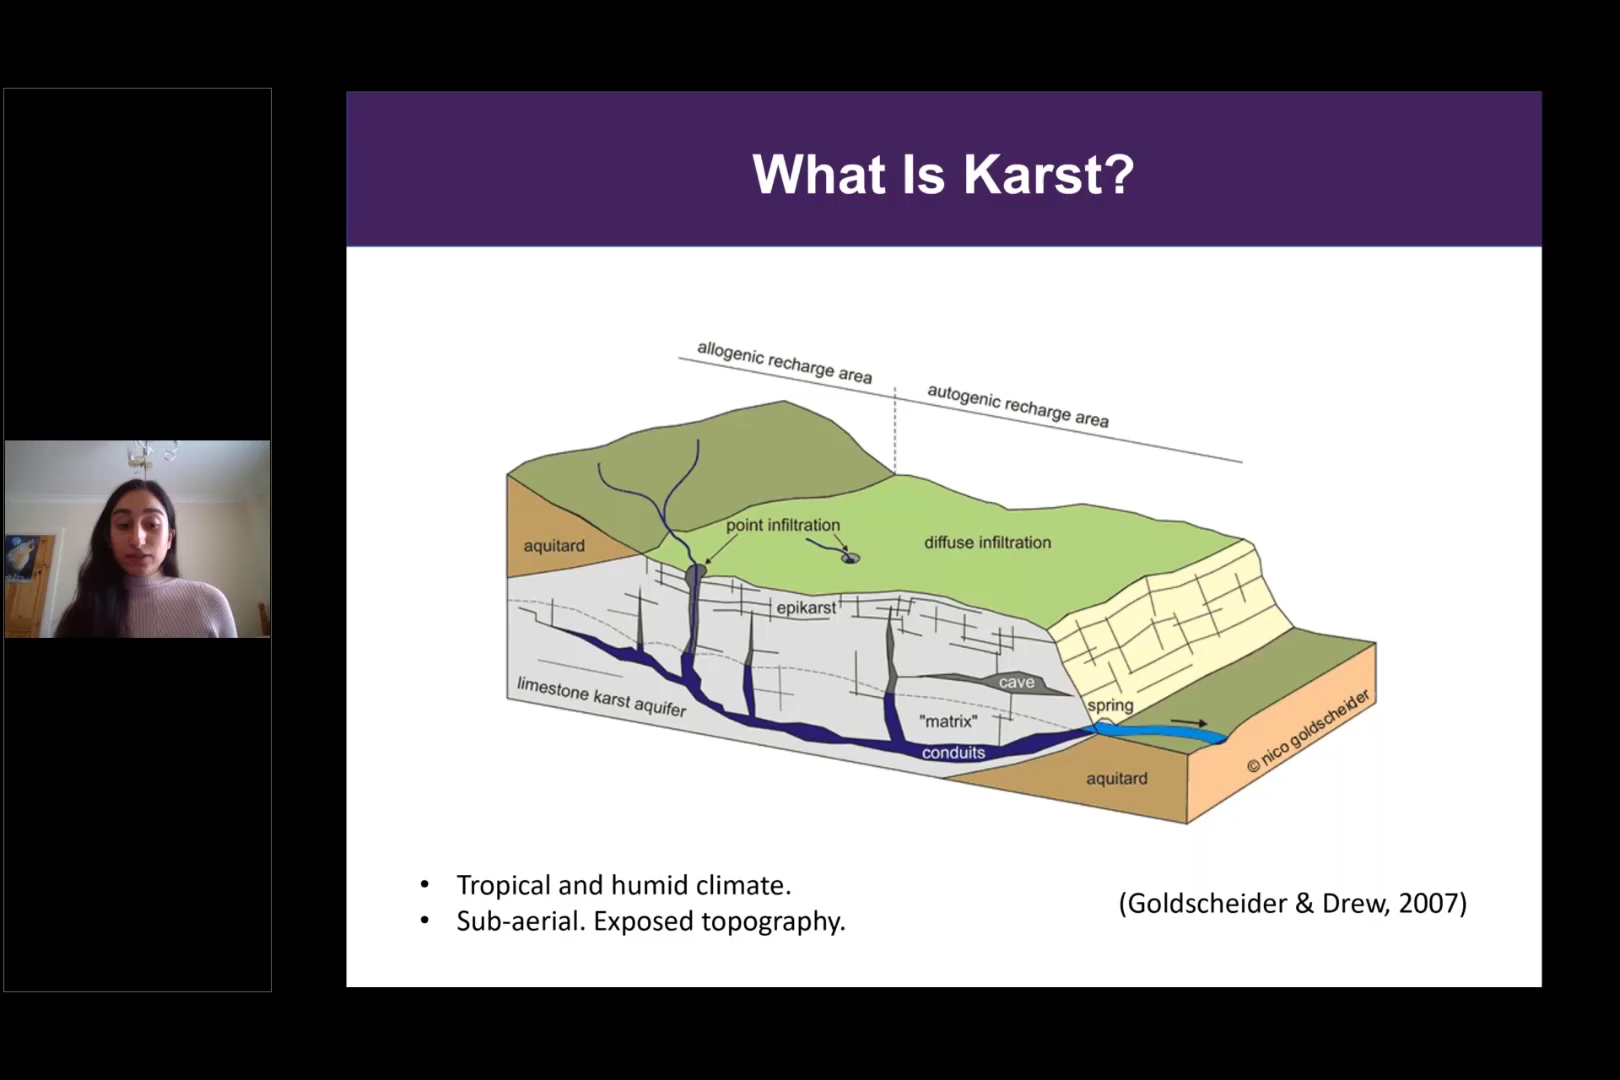 What Is Karst?
allogenic recharge area
autogenic recharge area
point infiltration
diffuse infiltration
aquitard
epikarst
cave
limestone karst aquifer
"matrix"
spring
conduits
aquitard
© nico goldscheider
• Tropical and humid climate.
• Sub-aerial. Exposed topography.
(Goldscheider & Drew, 2007)